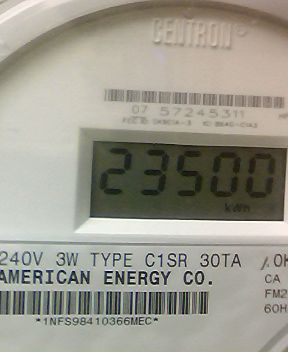 CENTRON®
07 57245311
23500
kWh
240V 3W TYPE C1SR 30TA
AMERICAN ENERGY CO.
CA
FM2
60H
*1NFS98410366MEC*